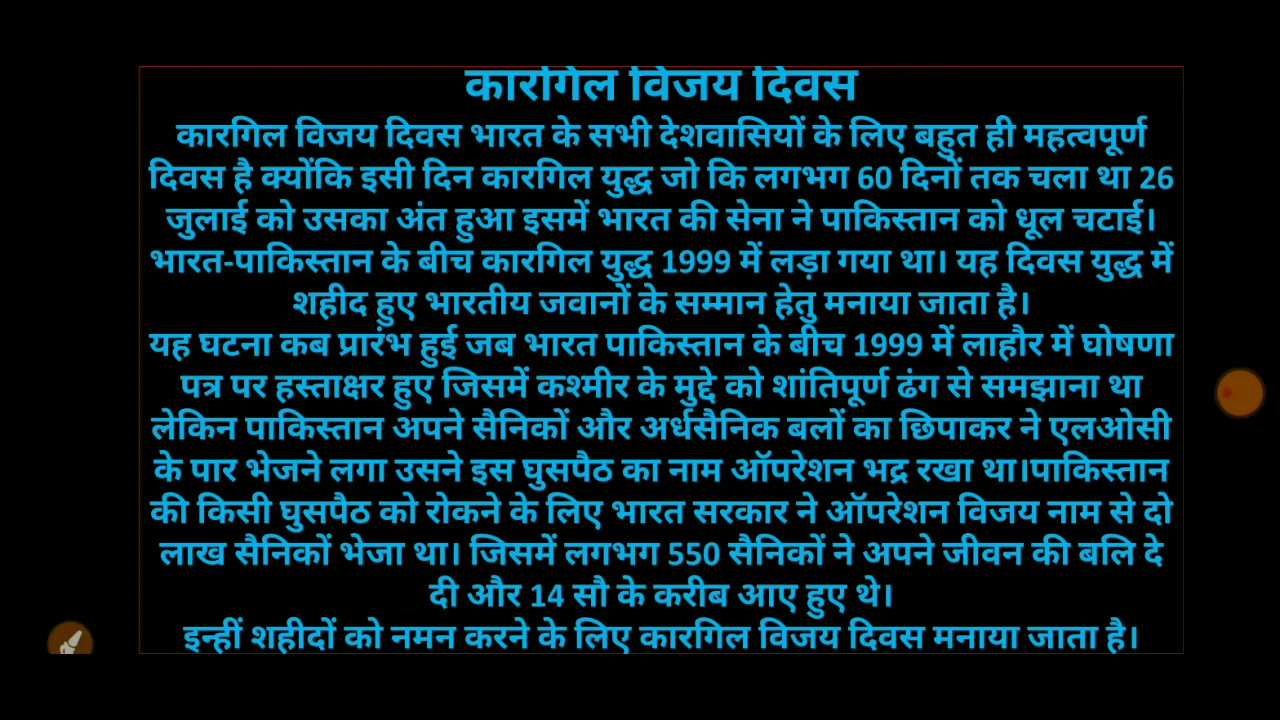 कारगिल विजय दिवस
कारगिल विजय दिवस भारत के सभी देशवासियों के लिए बहुत ही महत्वपूर्ण
दिवस है क्योंकि इसी दिन कारगिल युद्ध जो कि लगभग 60 दिनों तक चला था 26
जुलाई को उसका अंत हुआ इसमें भारत की सेना ने पाकिस्तान को धूल चटाई।
भारत-पाकिस्तान के बीच कारगिल युद्ध 1999 में लड़ा गया था। यह दिवस युद्ध में
शहीद हुए भारतीय जवानों के सम्मान हेतु मनाया जाता है।
यह घटना कब प्रारंभ हुई जब भारत पाकिस्तान के बीच 1999 में लाहौर में घोषणा
पत्र पर हस्ताक्षर हुए जिसमें कश्मीर के मुद्दे को शांतिपूर्ण ढंग से समझाना था
लेकिन पाकिस्तान अपने सैनिकों और अर्धसैनिक बलों का छिपाकर ने एलओसी
के पार भेजने लगा उसने इस घुसपैठ का नाम ऑपरेशन भद्र रखा था।पाकिस्तान
की किसी घुसपैठ को रोकने के लिए भारत सरकार ने ऑपरेशन विजय नाम से दो
लाख सैनिकों भेजा था। जिसमें लगभग 550 सैनिकों ने अपने जीवन की बलि दे
दी और 14 सौ के करीब आए हुए थे।
इन्हीं शहीदों को नमन करने के लिए कारगिल विजय दिवस मनाया जाता है।